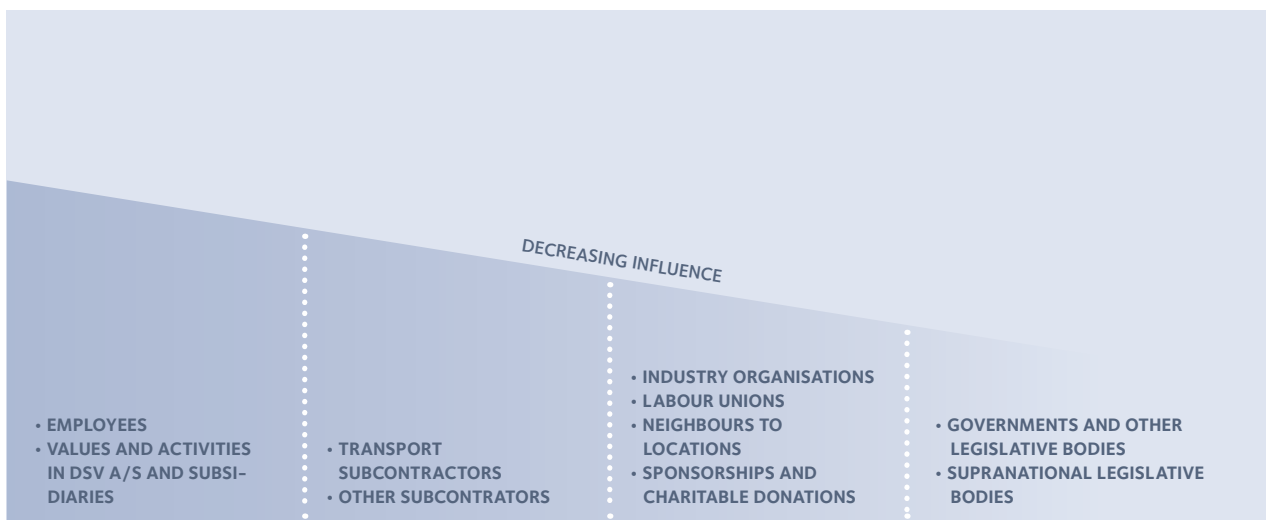 DECREASING INFLUENCE
• EMPLOYEES
• VALUES AND ACTIVITIES
IN DSV A/S AND SUBSI-
DIARIES
• TRANSPORT
SUBCONTRACTORS
• OTHER SUBCONTRATORS
• INDUSTRY ORGANISATIONS
• LABOUR UNIONS
• NEIGHBOURS TO
LOCATIONS
• SPONSORSHIPS AND
CHARITABLE DONATIONS
• GOVERNMENTS AND OTHER
LEGISLATIVE BODIES
• SUPRANATIONAL LEGISLATIVE
BODIES